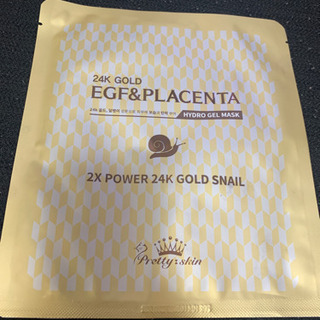 24K GOLD
EGF&PLACENTA
HYDRO GEL MASK
2X POWER 24K GOLD SNAIL
Pretty skin